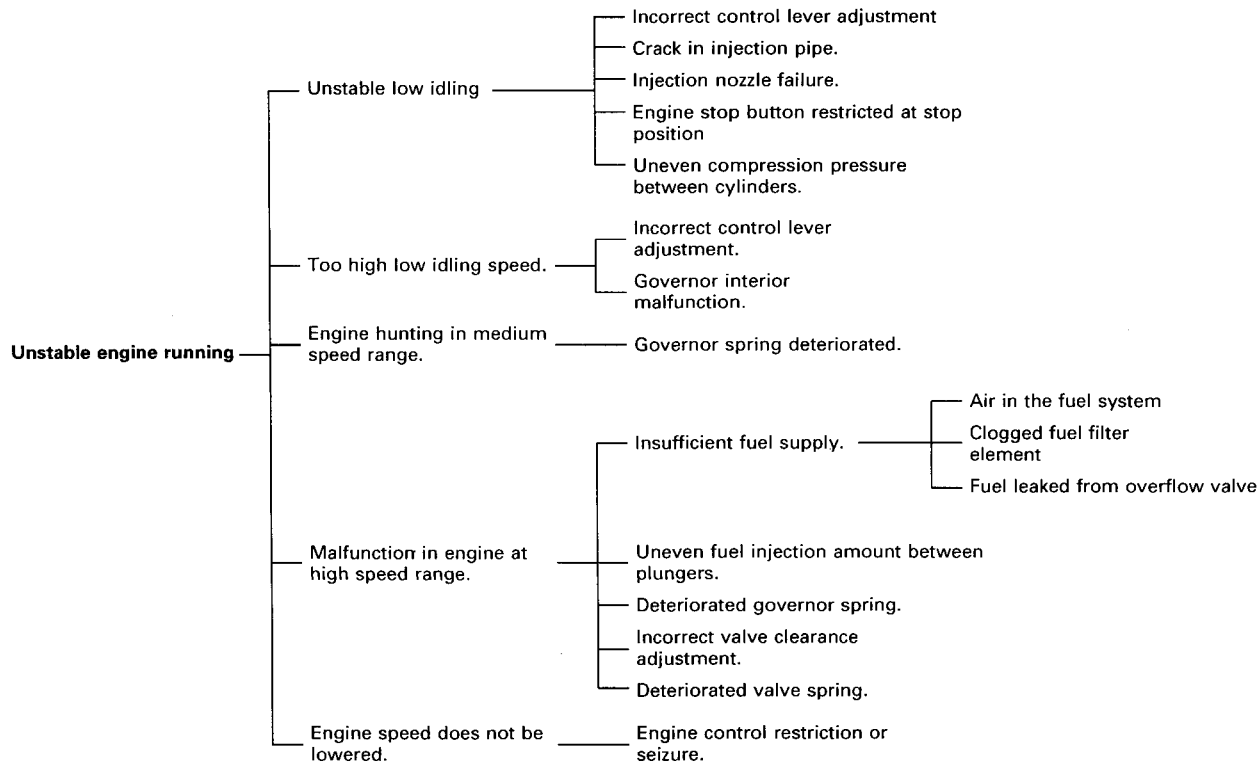 Unstable engine running
Unstable low idling
Incorrect control lever adjustment
Crack in injection pipe.
Injection nozzle failure.
Engine stop button restricted at stop
position
Uneven compression pressure
between cylinders.
Too high low idling speed.
Incorrect control lever
adjustment.
Governor interior
malfunction.
Engine hunting in medium
speed range.
Governor spring deteriorated.
Malfunction in engine at
high speed range.
Insufficient fuel supply.
Air in the fuel system
Clogged fuel filter
element
Fuel leaked from overflow valve
Uneven fuel injection amount between
plungers.
Deteriorated governor spring.
Incorrect valve clearance
adjustment.
Deteriorated valve spring.
Engine speed does not be
lowered.
Engine control restriction or
seizure.